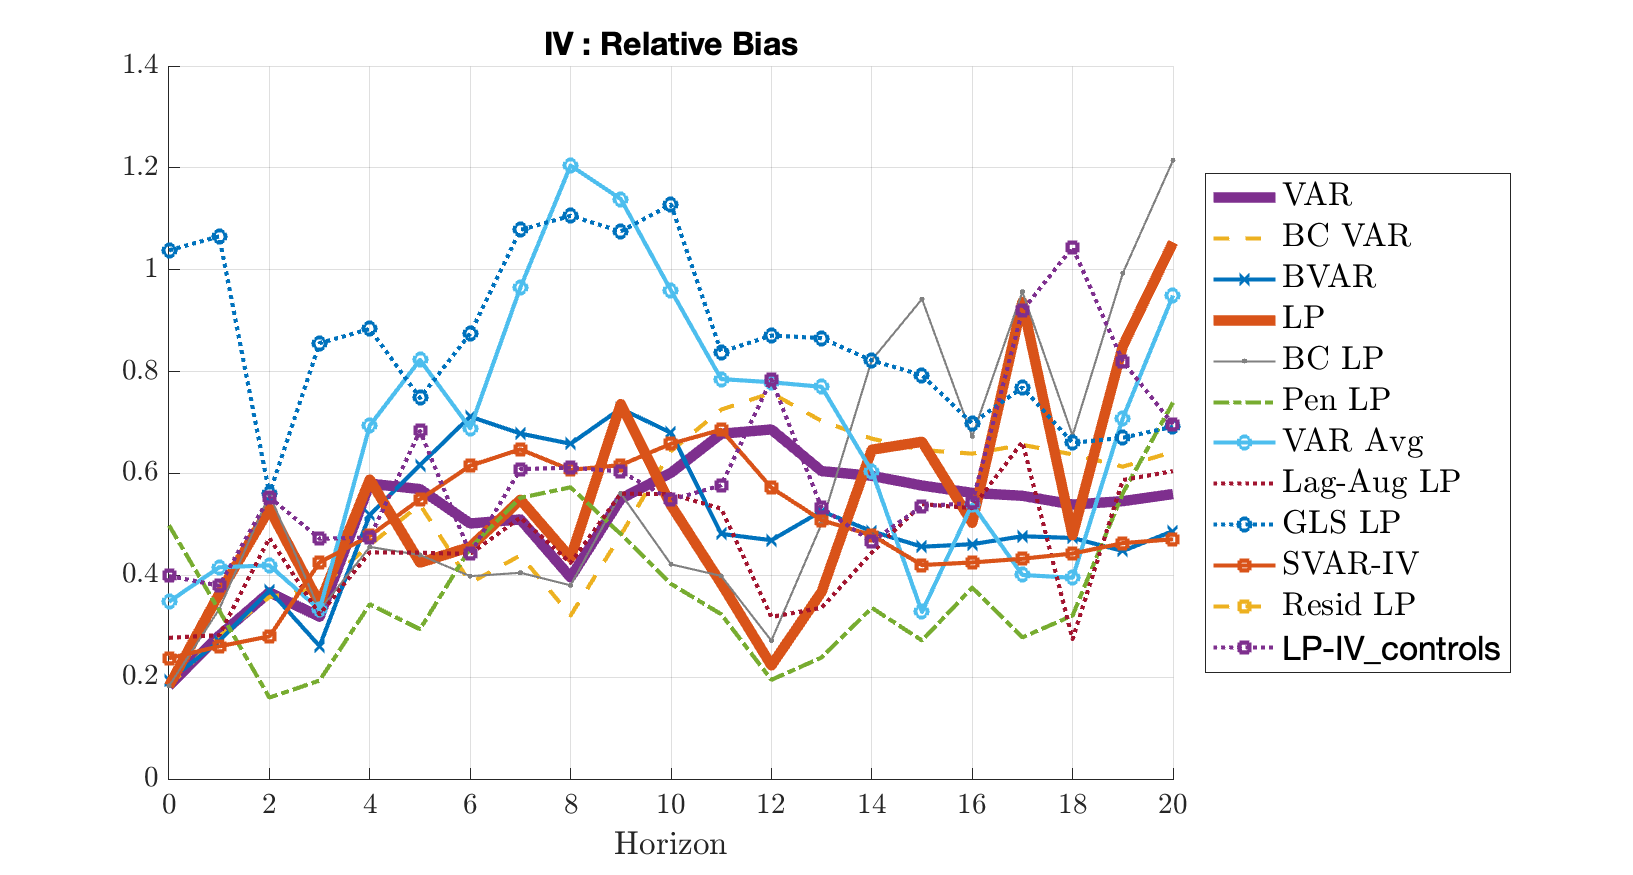 IV : Relative Bias
1.4
1.2
1
0.8
0.6
0.4
0.2
0
0 2 4 6 8 10 12 14 16 18 20
Horizon
VAR
BC VAR
BVAR
LP
BC LP
Pen LP
VAR Avg
Lag-Aug LP
GLS LP
SVAR-IV
Resid LP
LP-IV_controls